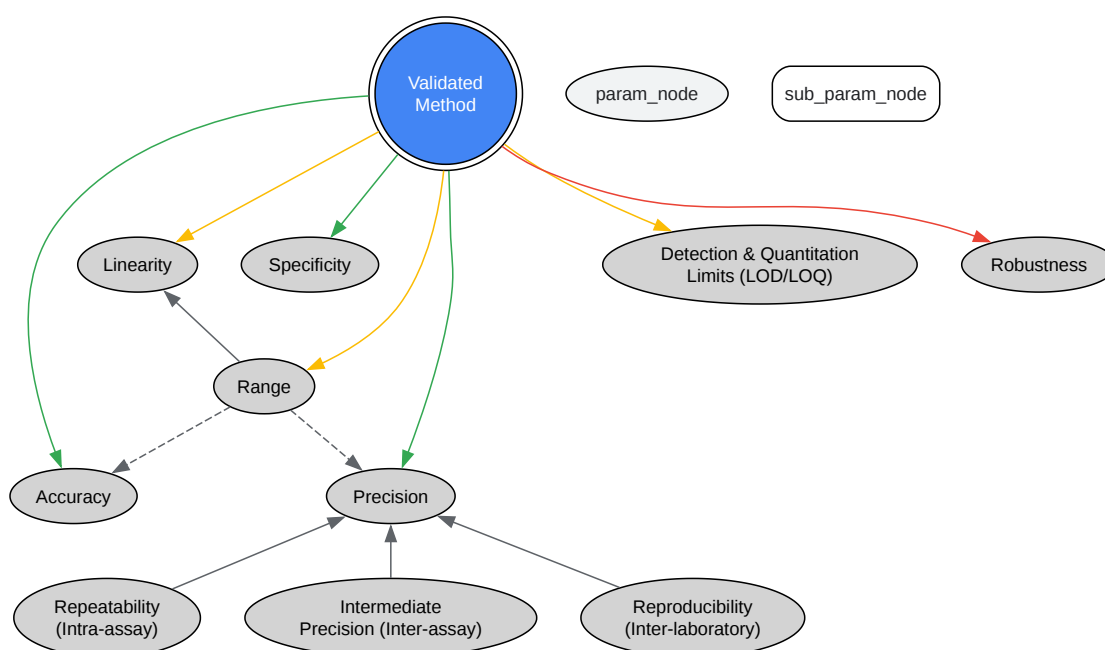 Validated
Method
param_node
sub_param_node
Linearity
Specificity
Detection & Quantitation
Limits (LOD/LOQ)
Robustness
Range
Accuracy
Precision
Repeatability
(Intra-assay)
Intermediate
Precision (Inter-assay)
Reproducibility
(Inter-laboratory)